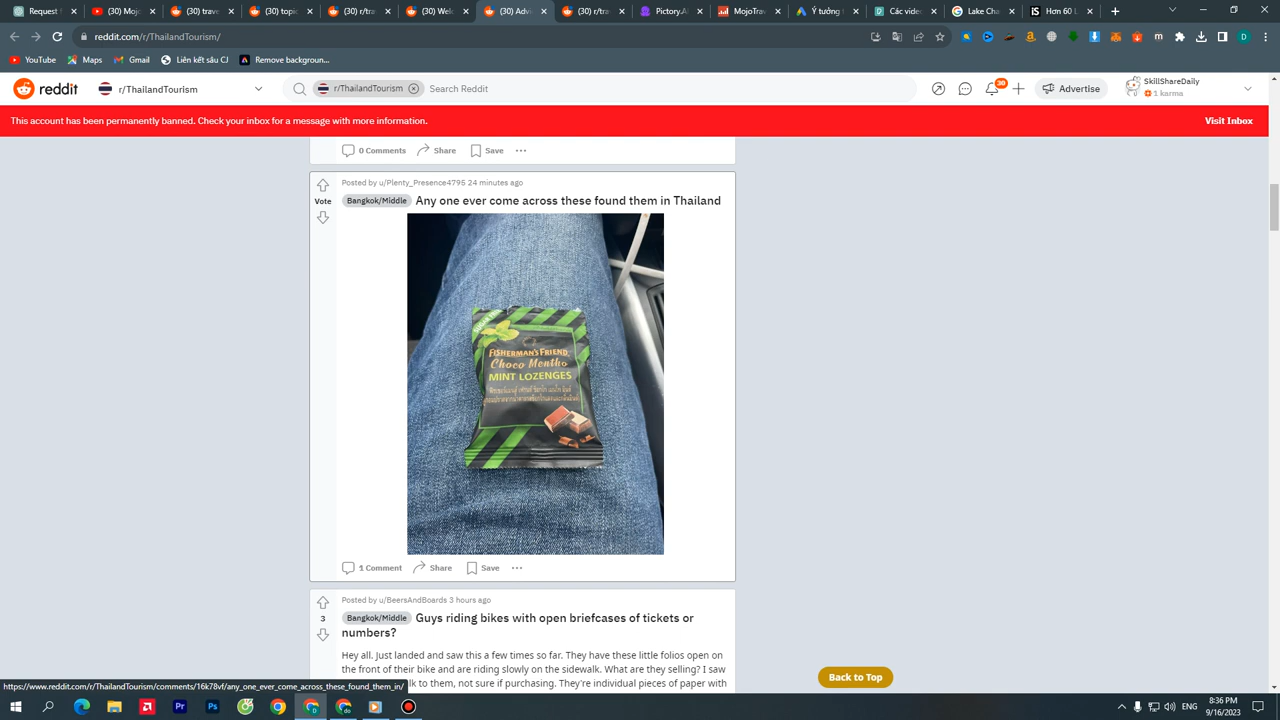 Request t
(30) Moj
(30) trave
(30) topic
(30) r/tra
(30) Welc
(30) Advi
(30) r/tra
Pictory.AI
MojoTrav
Ý tưởng t
Các video
Lake Cha
Hơn 60 L
reddit.com/r/ThailandTourism/
YouTube
Maps
Gmail
Liên kết sâu CJ
Remove backgroun...
reddit
r/ThailandTourism
r/ThailandTourism
Search Reddit
30
Advertise
SkillShareDaily
1 karma
This account has been permanently banned. Check your inbox for a message with more information.
Visit Inbox
0 Comments
Share
Save
Posted by u/Plenty_Presence4795 24 minutes ago
Vote
Bangkok/Middle Any one ever come across these found them in Thailand
SUGAR FREE
FISHERMAN'S FRIEND
Choco Mentho
MINT LOZENGES
1 Comment
Share
Save
Posted by u/BeersAndBoards 3 hours ago
3
Bangkok/Middle Guys riding bikes with open briefcases of tickets or
numbers?
Hey all. Just landed and saw this a few times so far. They have these little folios open on
the front of their bike and are riding slowly on the sidewalk. What are they selling? I saw
lk to them, not sure if purchasing. They're individual pieces of paper with
Back to Top
https://www.reddit.com/r/ThailandTourism/comments/16k78vf/any_one_ever_come_across_these_found_them_in/
ENG
8:36 PM
9/16/2023